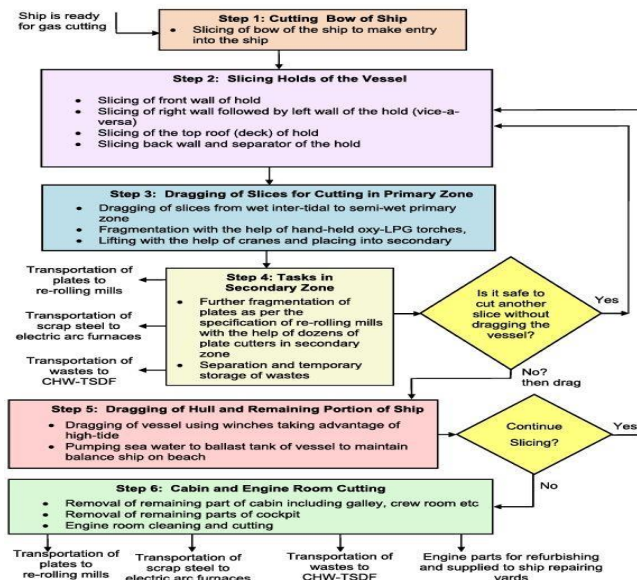 Ship is ready
for gas cutting
Step 1: Cutting Bow of Ship
• Slicing of bow of the ship to make entry
into the ship
Step 2: Slicing Holds of the Vessel
• Slicing of front wall of hold
• Slicing of right wall followed by left wall of the hold (vice-a-
versa)
• Slicing of the top roof (deck) of hold
• Slicing back wall and separator of the hold
Step 3: Dragging of Slices for Cutting in Primary Zone
• Dragging of slices from wet inter-tidal to semi-wet primary
zone
• Fragmentation with the help of hand-held oxy-LPG torches,
• Lifting with the help of cranes and placing into secondary
Transportation of
plates to
re-rolling mills
Transportation of
scrap steel to
electric arc furnaces
Transportation of
wastes to
CHW-TSDF
Step 4: Tasks in
Secondary Zone
• Further fragmentation of
plates as per the
specification of re-rolling mills
with the help of dozens of
plate cutters in secondary
zone
• Separation and temporary
storage of wastes
Is it safe to
cut another
slice without
dragging the
vessel?
Yes
No?
then drag
Step 5: Dragging of Hull and Remaining Portion of Ship
• Dragging of vessel using winches taking advantage of
high-tide
• Pumping sea water to ballast tank of vessel to maintain
balance ship on beach
Continue
Slicing?
Yes
No
Step 6: Cabin and Engine Room Cutting
• Removal of remaining part of cabin including galley, crew room etc
• Removal of remaining parts of cockpit
• Engine room cleaning and cutting
Transportation of
plates to
re-rolling mills
Transportation of
scrap steel to
electric arc furnaces
Transportation of
wastes to
CHW-TSDF
Engine parts for refurbishing
and supplied to ship repairing
yards